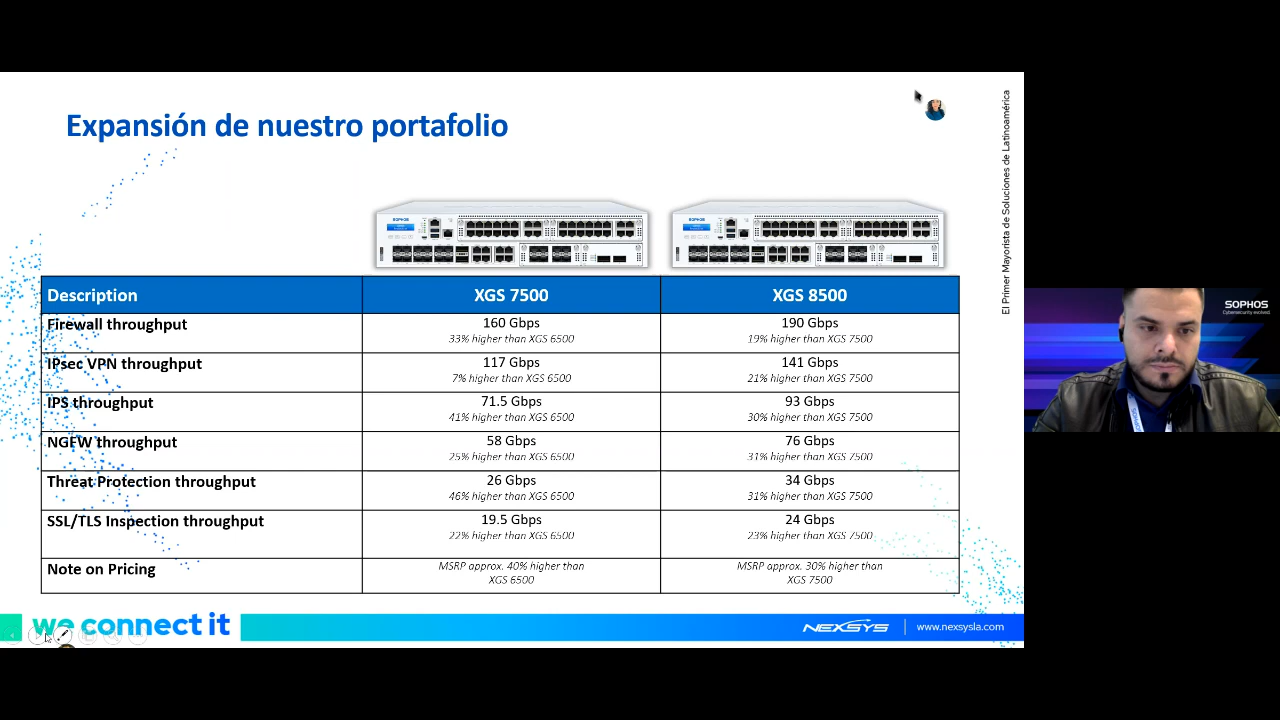 Expansión de nuestro portafolio
El Primer Mayorista de Soluciones de Latinoamérica
SOPHOS
SOPHOS
Description XGS 7500 XGS 8500
Firewall throughput 160 Gbps 190 Gbps
33% higher than XGS 6500 19% higher than XGS 7500
IPsec VPN throughput 117 Gbps 141 Gbps
7% higher than XGS 6500 21% higher than XGS 7500
IPS throughput 71.5 Gbps 93 Gbps
41% higher than XGS 6500 30% higher than XGS 7500
NGFW throughput 58 Gbps 76 Gbps
25% higher than XGS 6500 31% higher than XGS 7500
Threat Protection throughput 26 Gbps 34 Gbps
46% higher than XGS 6500 31% higher than XGS 7500
SSL/TLS Inspection throughput 19.5 Gbps 24 Gbps
22% higher than XGS 6500 23% higher than XGS 7500
Note on Pricing MSRP approx. 40% higher than MSRP approx. 30% higher than
XGS 6500 XGS 7500
we connect it
NEXSYS www.nexsysla.com
SOPHOS
Cybersecurity evolved.
SOPHOS